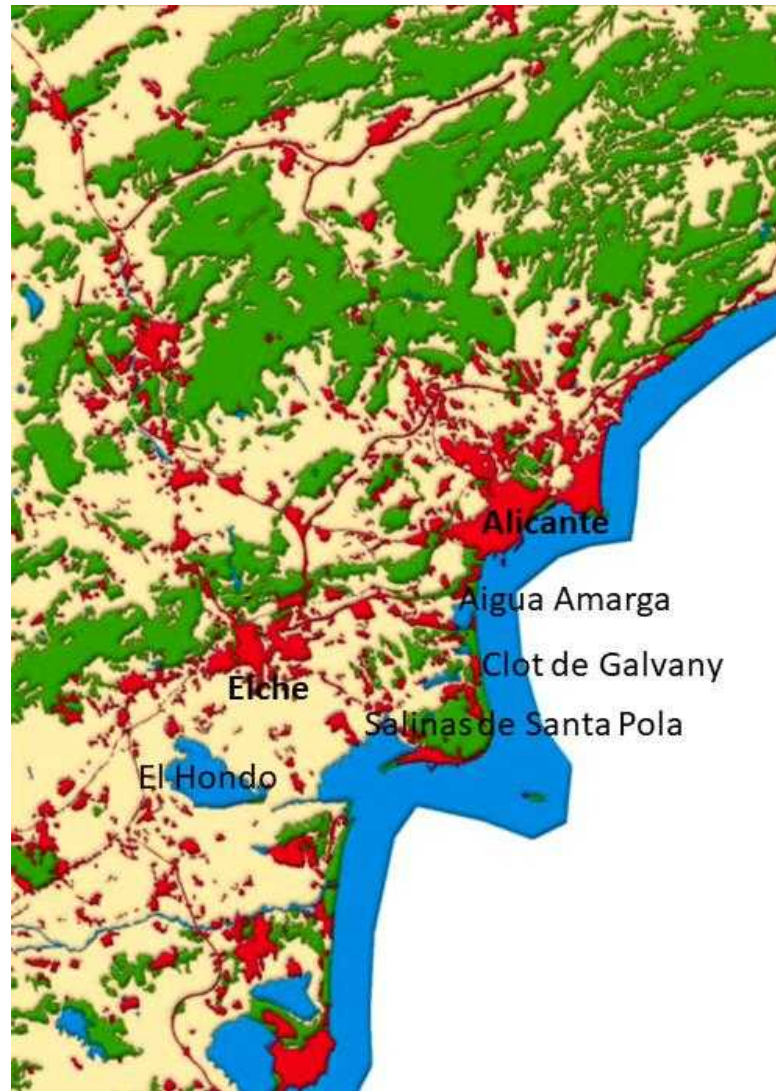 Alicante
Aigua Amarga
Clot de Galvany
Elche
Salinas de Santa Pola
El Hondo